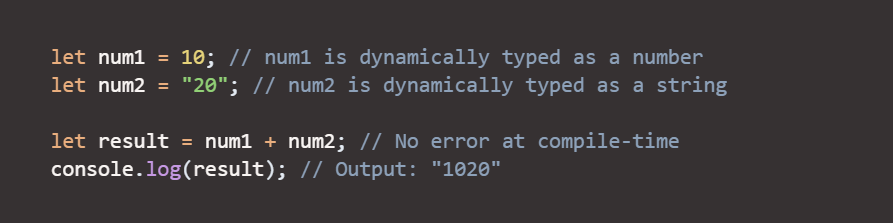 let num1 = 10; // num1 is dynamically typed as a number
let num2 = "20"; // num2 is dynamically typed as a string
let result = num1 + num2; // No error at compile-time
console.log(result); // Output: "1020"